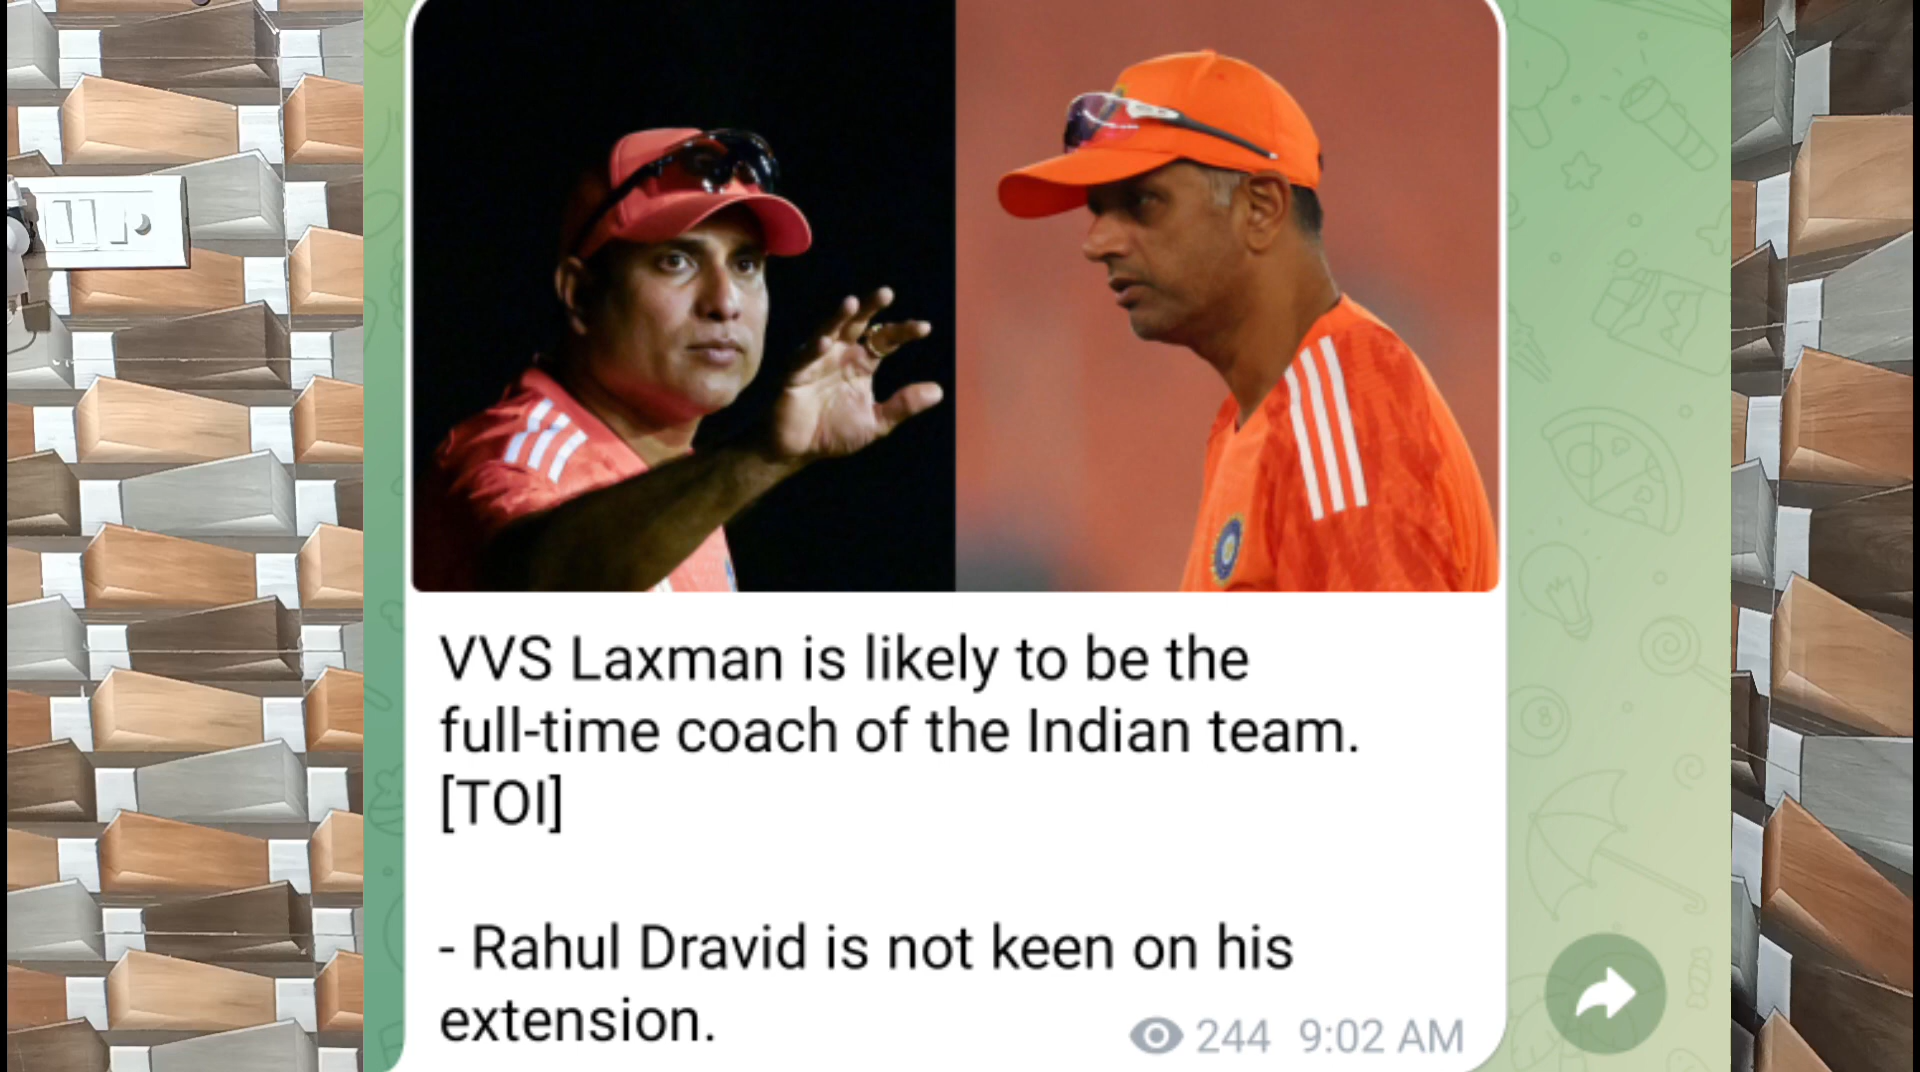 VVS Laxman is likely to be the
full-time coach of the Indian team.
[TOI]
- Rahul Dravid is not keen on his
extension.
244 9:02 AM